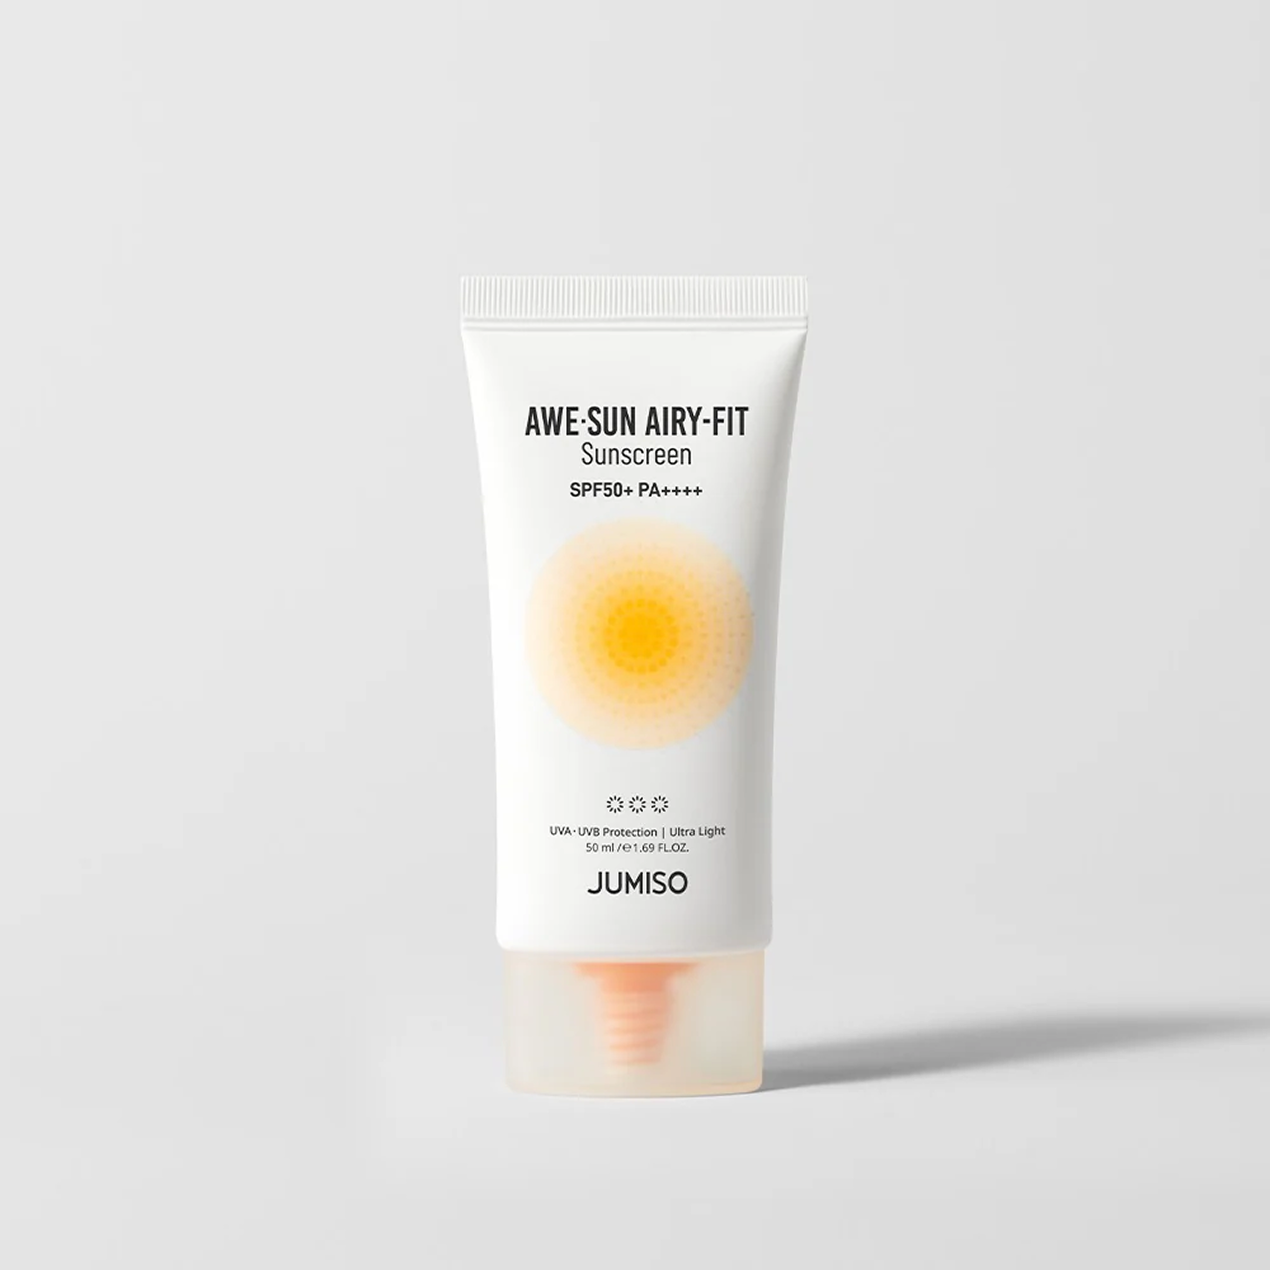 AWE·SUN AIRY-FIT
Sunscreen
SPF50+ PA++++
UVA·UVB Protection | Ultra Light
50 ml /℮1.69 FL.OZ.
JUMISO